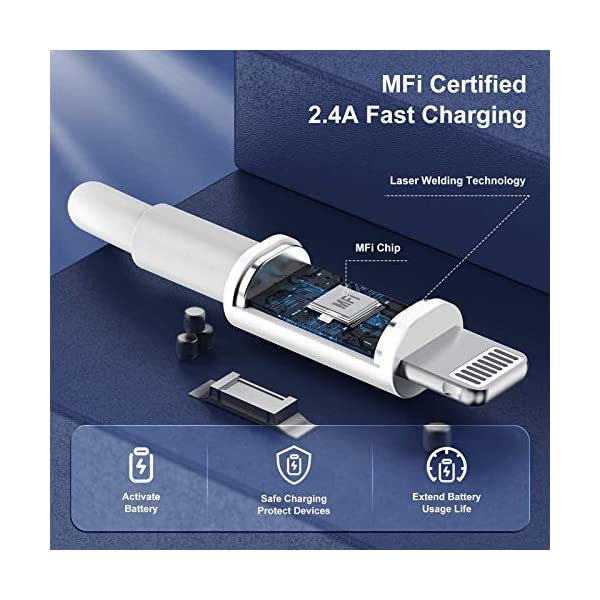 MFi Certified
2.4A Fast Charging
Laser Welding Technology
MFi Chip
MFi
Activate
Battery
Safe Charging
Protect Devices
Extend Battery
Usage Life